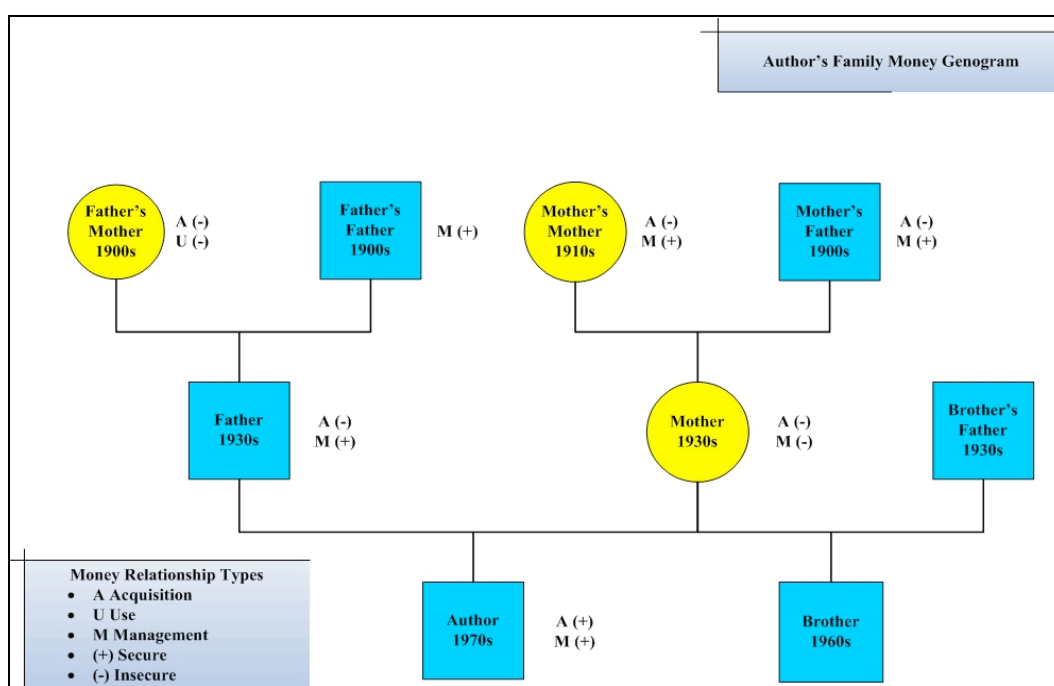 Author's Family Money Genogram
Father's
Mother
1900s
A (-)
U (-)
Father's
Father
1900s
M (+)
Mother's
Mother
1910s
A (-)
M (+)
Mother's
Father
1900s
A (-)
M (+)
Father
1930s
A (-)
M (+)
Mother
1930s
A (-)
M (-)
Brother's
Father
1930s
Money Relationship Types
• A Acquisition
• U Use
• M Management
• (+) Secure
• (-) Insecure
Author
1970s
A (+)
M (+)
Brother
1960s